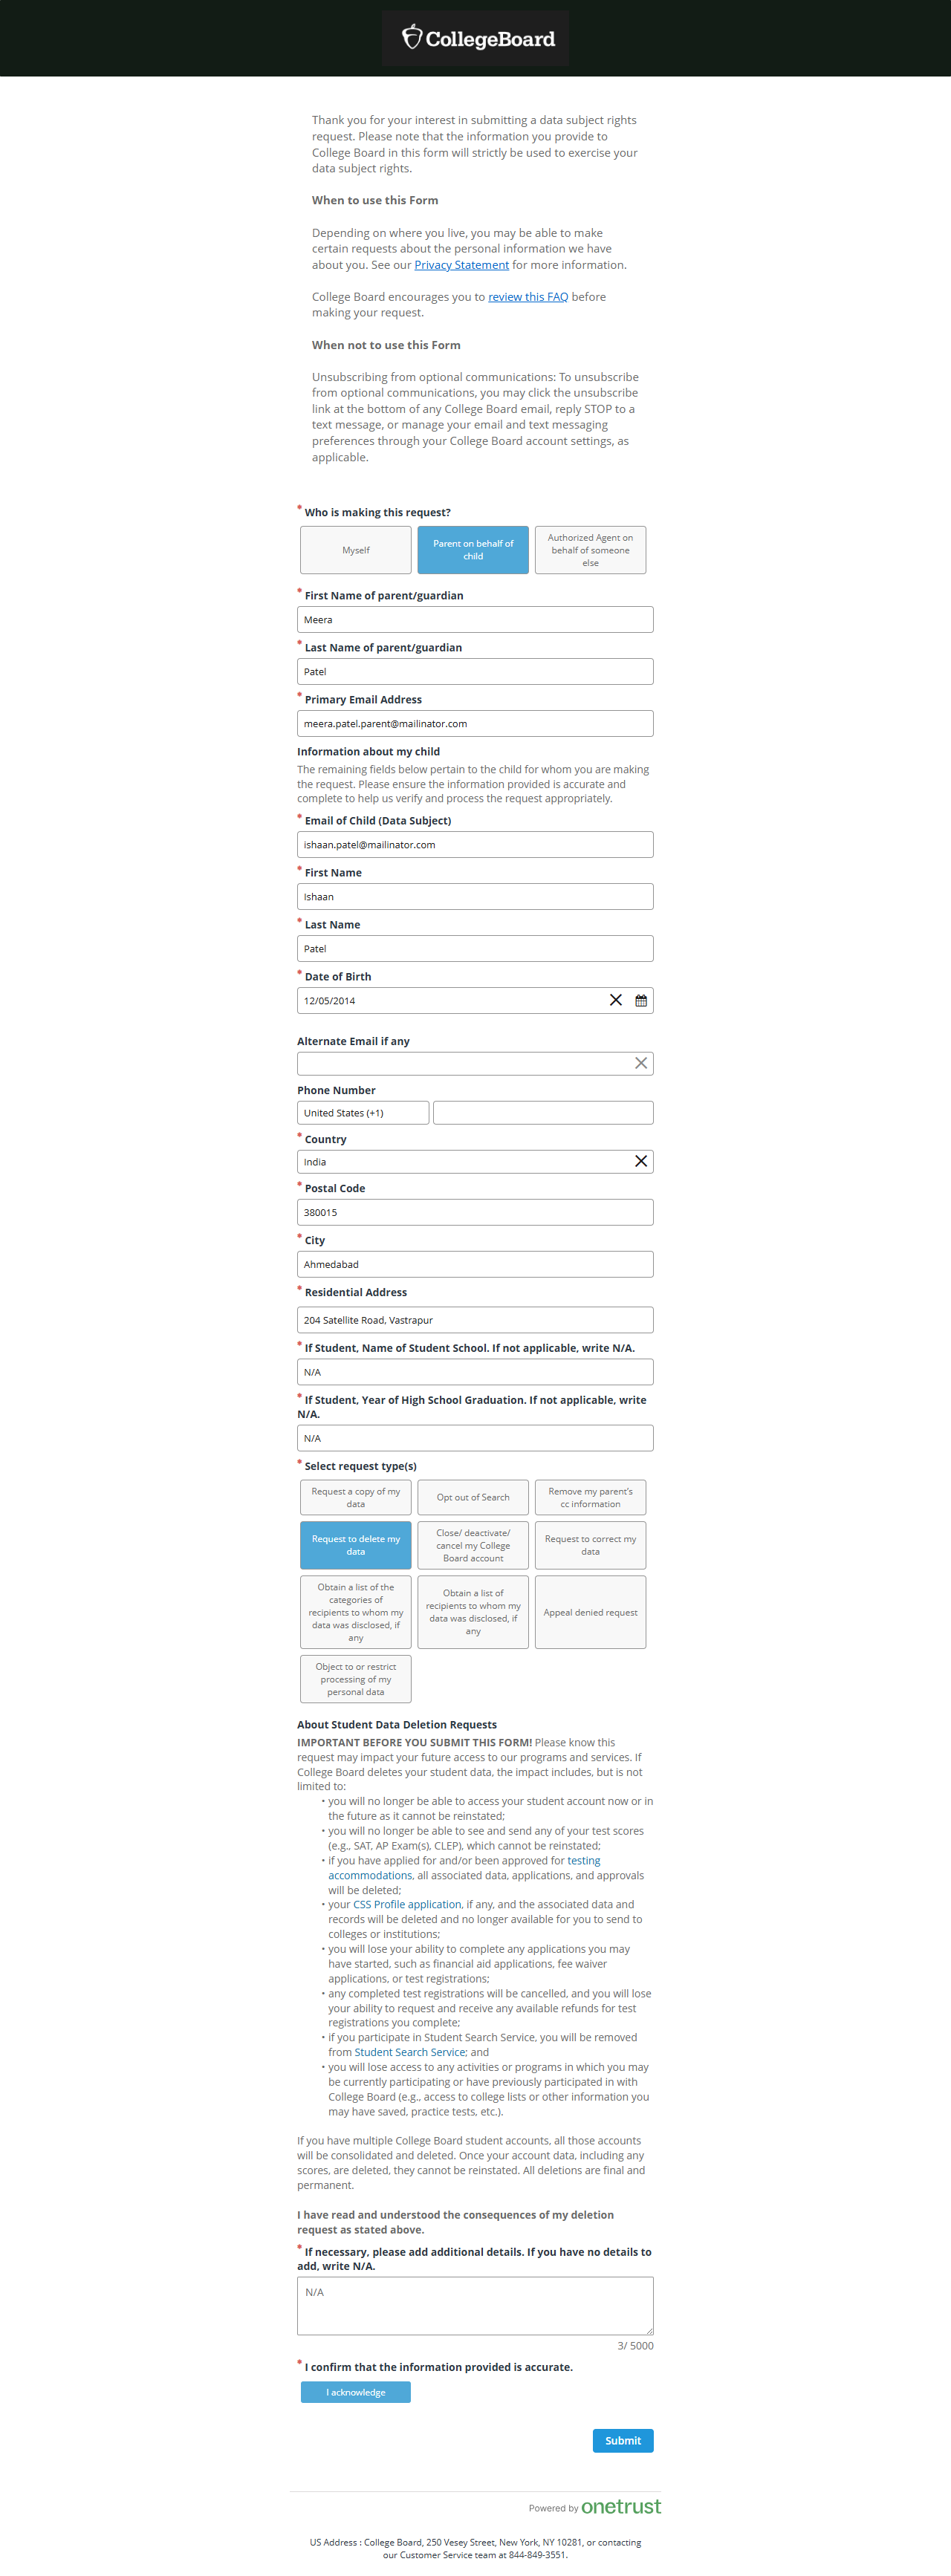 CollegeBoard
Thank you for your interest in submitting a data subject rights
request. Please note that the information you provide to
College Board in this form will strictly be used to exercise your
data subject rights.
When to use this Form
Depending on where you live, you may be able to make
certain requests about the personal information we have
about you. See our Privacy Statement for more information.
College Board encourages you to review this FAQ before
making your request.
When not to use this Form
Unsubscribing from optional communications: To unsubscribe
from optional communications, you may click the unsubscribe
link at the bottom of any College Board email, reply STOP to a
text message, or manage your email and text messaging
preferences through your College Board account settings, as
applicable.
* Who is making this request?
Myself
Parent on behalf of
child
Authorized Agent on
behalf of someone
else
* First Name of parent/guardian
Meera
* Last Name of parent/guardian
Patel
* Primary Email Address
meera.patel.parent@mailinator.com
Information about my child
The remaining fields below pertain to the child for whom you are making
the request. Please ensure the information provided is accurate and
complete to help us verify and process the request appropriately.
* Email of Child (Data Subject)
ishaan.patel@mailinator.com
* First Name
Ishaan
* Last Name
Patel
* Date of Birth
12/05/2014
Alternate Email if any
Phone Number
United States (+1)
* Country
India
* Postal Code
380015
* City
Ahmedabad
* Residential Address
204 Satellite Road, Vastrapur
* If Student, Name of Student School. If not applicable, write N/A.
N/A
* If Student, Year of High School Graduation. If not applicable, write
N/A.
N/A
* Select request type(s)
Request a copy of my
data
Opt out of Search
Remove my parent's
cc information
Request to delete my
data
Close/ deactivate/
cancel my College
Board account
Request to correct my
data
Obtain a list of the
categories of
recipients to whom my
data was disclosed, if
any
Obtain a list of
recipients to whom my
data was disclosed, if
any
Appeal denied request
Object to or restrict
processing of my
personal data
About Student Data Deletion Requests
IMPORTANT BEFORE YOU SUBMIT THIS FORM! Please know this
request may impact your future access to our programs and services. If
College Board deletes your student data, the impact includes, but is not
limited to:
• you will no longer be able to access your student account now or in
the future as it cannot be reinstated;
• you will no longer be able to see and send any of your test scores
(e.g., SAT, AP Exam(s), CLEP), which cannot be reinstated;
• if you have applied for and/or been approved for testing
accommodations, all associated data, applications, and approvals
will be deleted;
• your CSS Profile application, if any, and the associated data and
records will be deleted and no longer available for you to send to
colleges or institutions;
• you will lose your ability to complete any applications you may
have started, such as financial aid applications, fee waiver
applications, or test registrations;
• any completed test registrations will be cancelled, and you will lose
your ability to request and receive any available refunds for test
registrations you complete;
• if you participate in Student Search Service, you will be removed
from Student Search Service; and
• you will lose access to any activities or programs in which you may
be currently participating or have previously participated in with
College Board (e.g., access to college lists or other information you
may have saved, practice tests, etc.).
If you have multiple College Board student accounts, all those accounts
will be consolidated and deleted. Once your account data, including any
scores, are deleted, they cannot be reinstated. All deletions are final and
permanent.
I have read and understood the consequences of my deletion
request as stated above.
* If necessary, please add additional details. If you have no details to
add, write N/A.
N/A
3/ 5000
* I confirm that the information provided is accurate.
I acknowledge
Submit
Powered by onetrust
US Address : College Board, 250 Vesey Street, New York, NY 10281, or contacting
our Customer Service team at 844-849-3551.